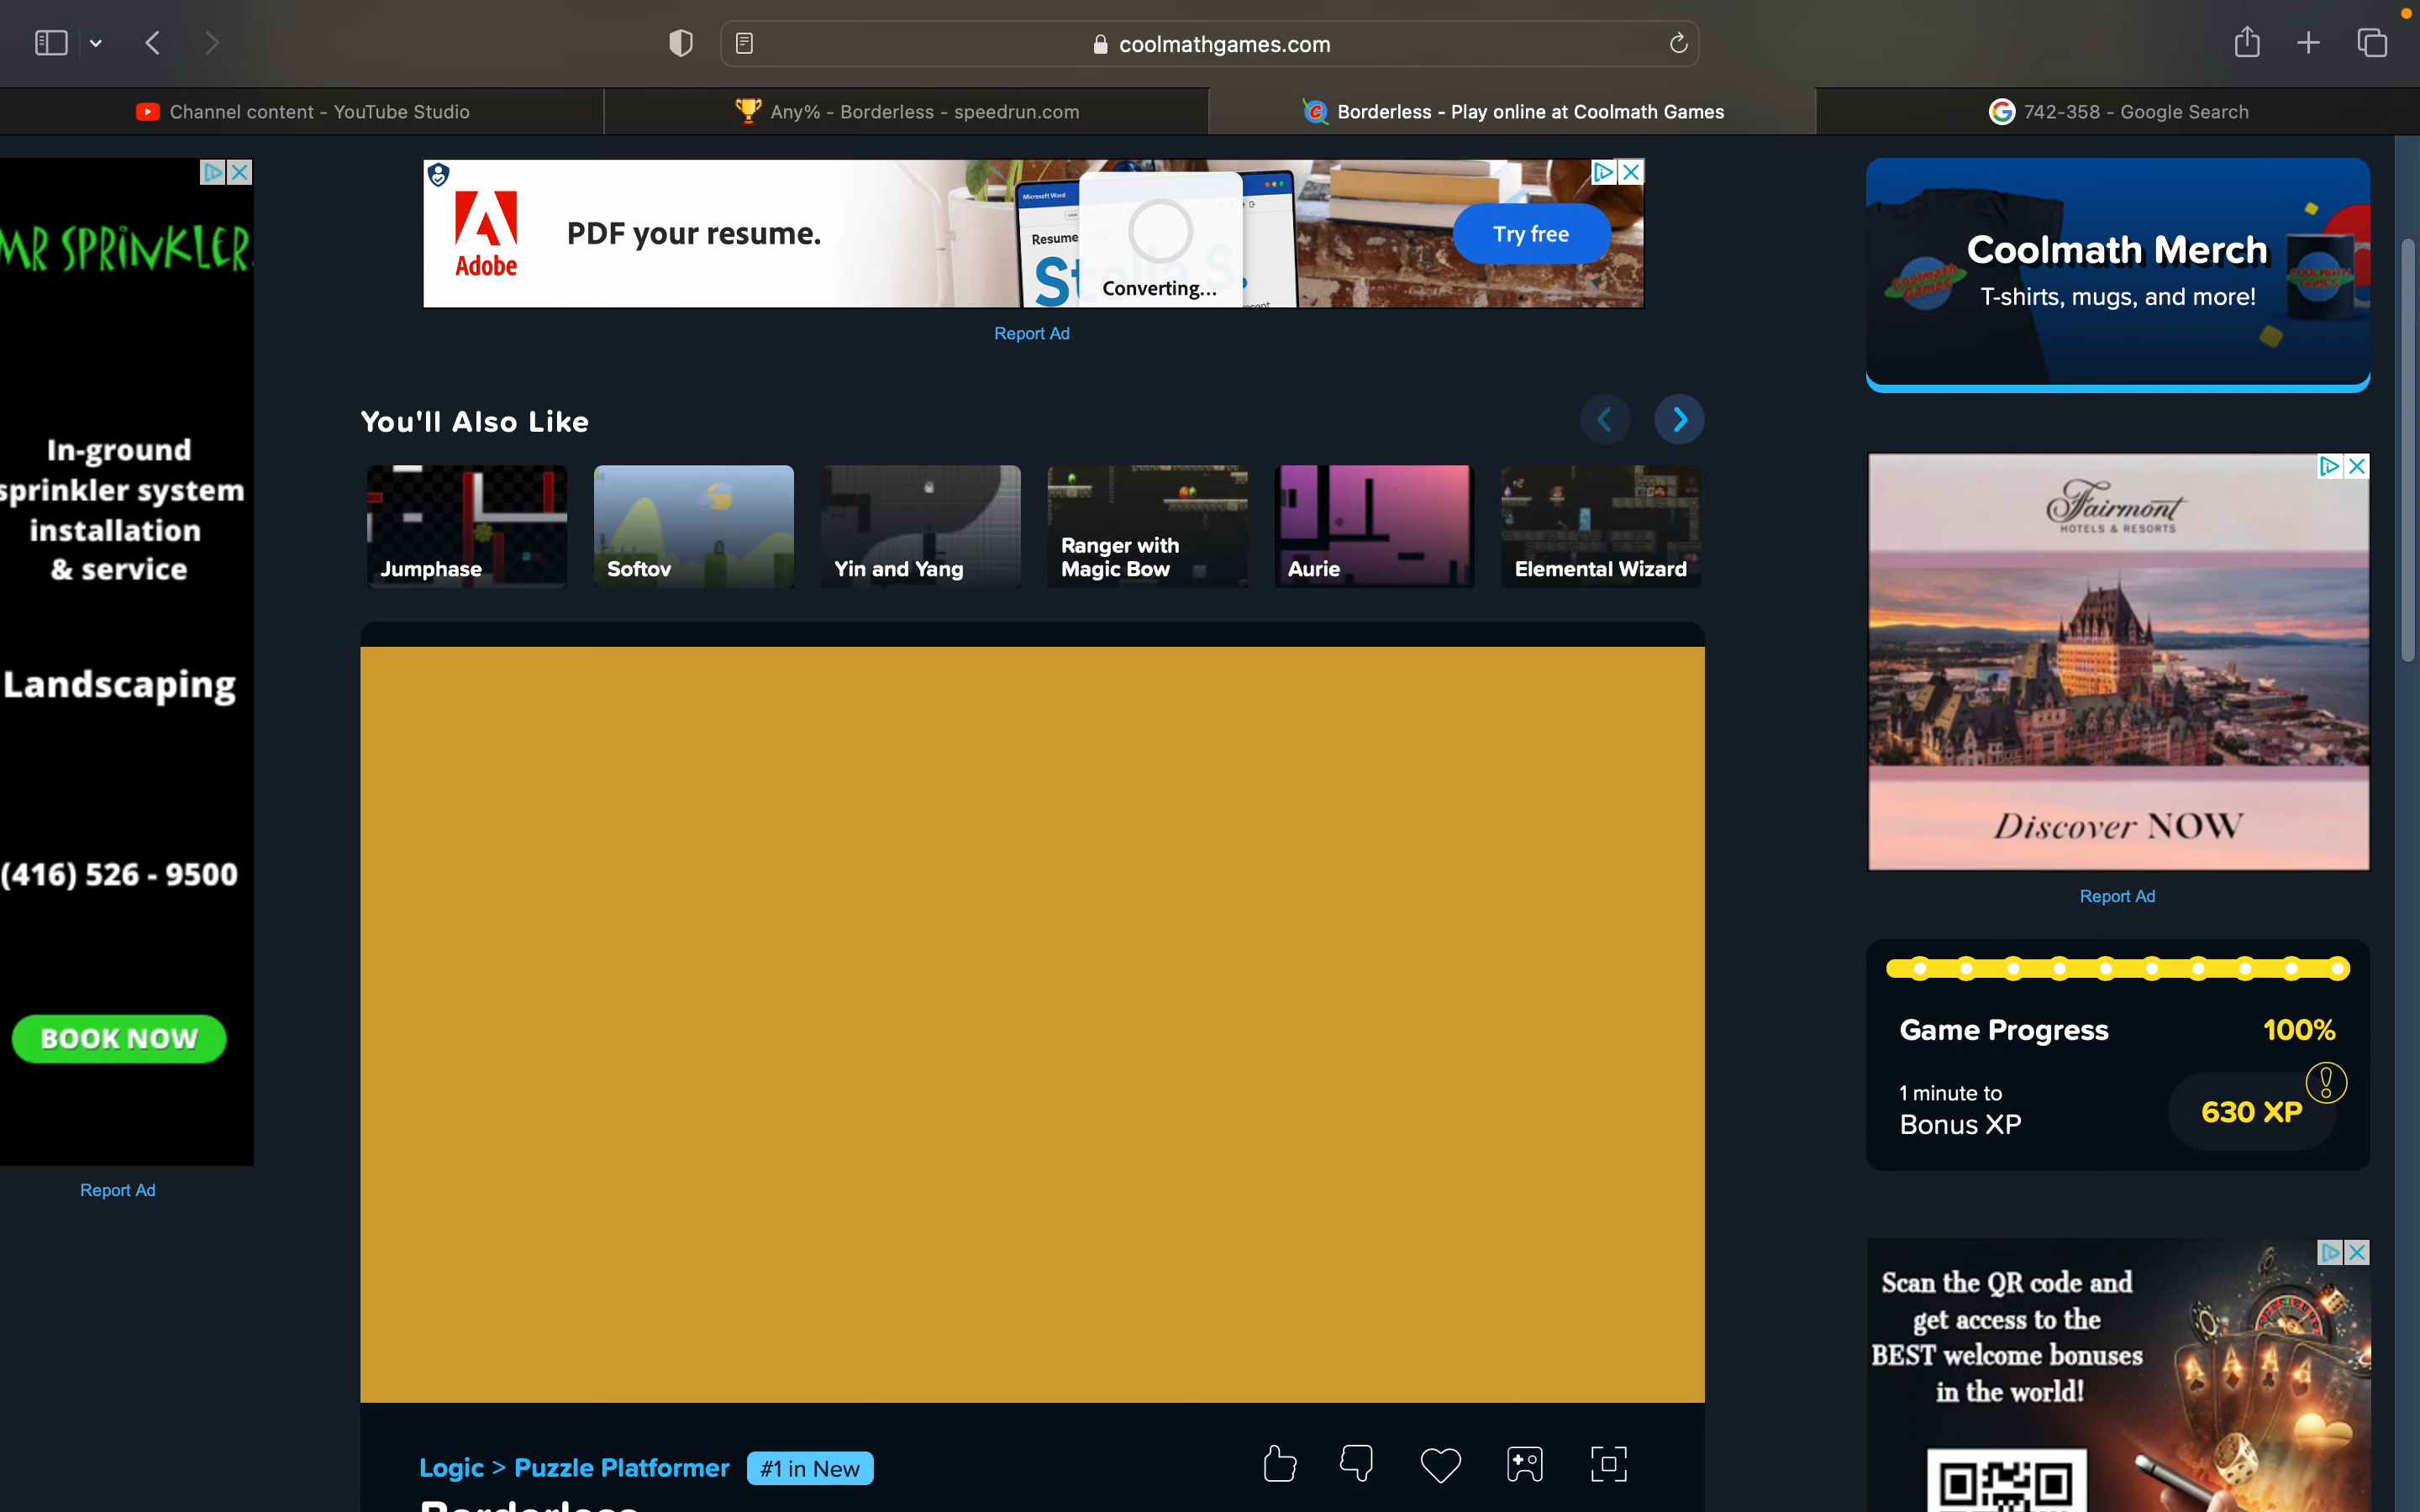 coolmathgames.com
Channel content - YouTube Studio
Any% - Borderless - speedrun.com
Borderless - Play online at Coolmath Games
742-358 - Google Search
MR SPRINKLER.
In-ground
sprinkler system
installation
& service
Landscaping
(416) 526 - 9500
BOOK NOW
Report Ad
Adobe
PDF your resume.
Microsoft Word
Resume
Converting...
Try free
Report Ad
You'll Also Like
Jumphase
Softov
Yin and Yang
Ranger with
Magic Bow
Aurie
Elemental Wizard
Logic > Puzzle Platformer
#1 in New
Borderless
Coolmath Merch
T-shirts, mugs, and more!
Fairmont
HOTELS & RESORTS
Discover NOW
Report Ad
Game Progress
100%
1 minute to
Bonus XP
630 XP
Scan the QR code and
get access to the
BEST welcome bonuses
in the world!